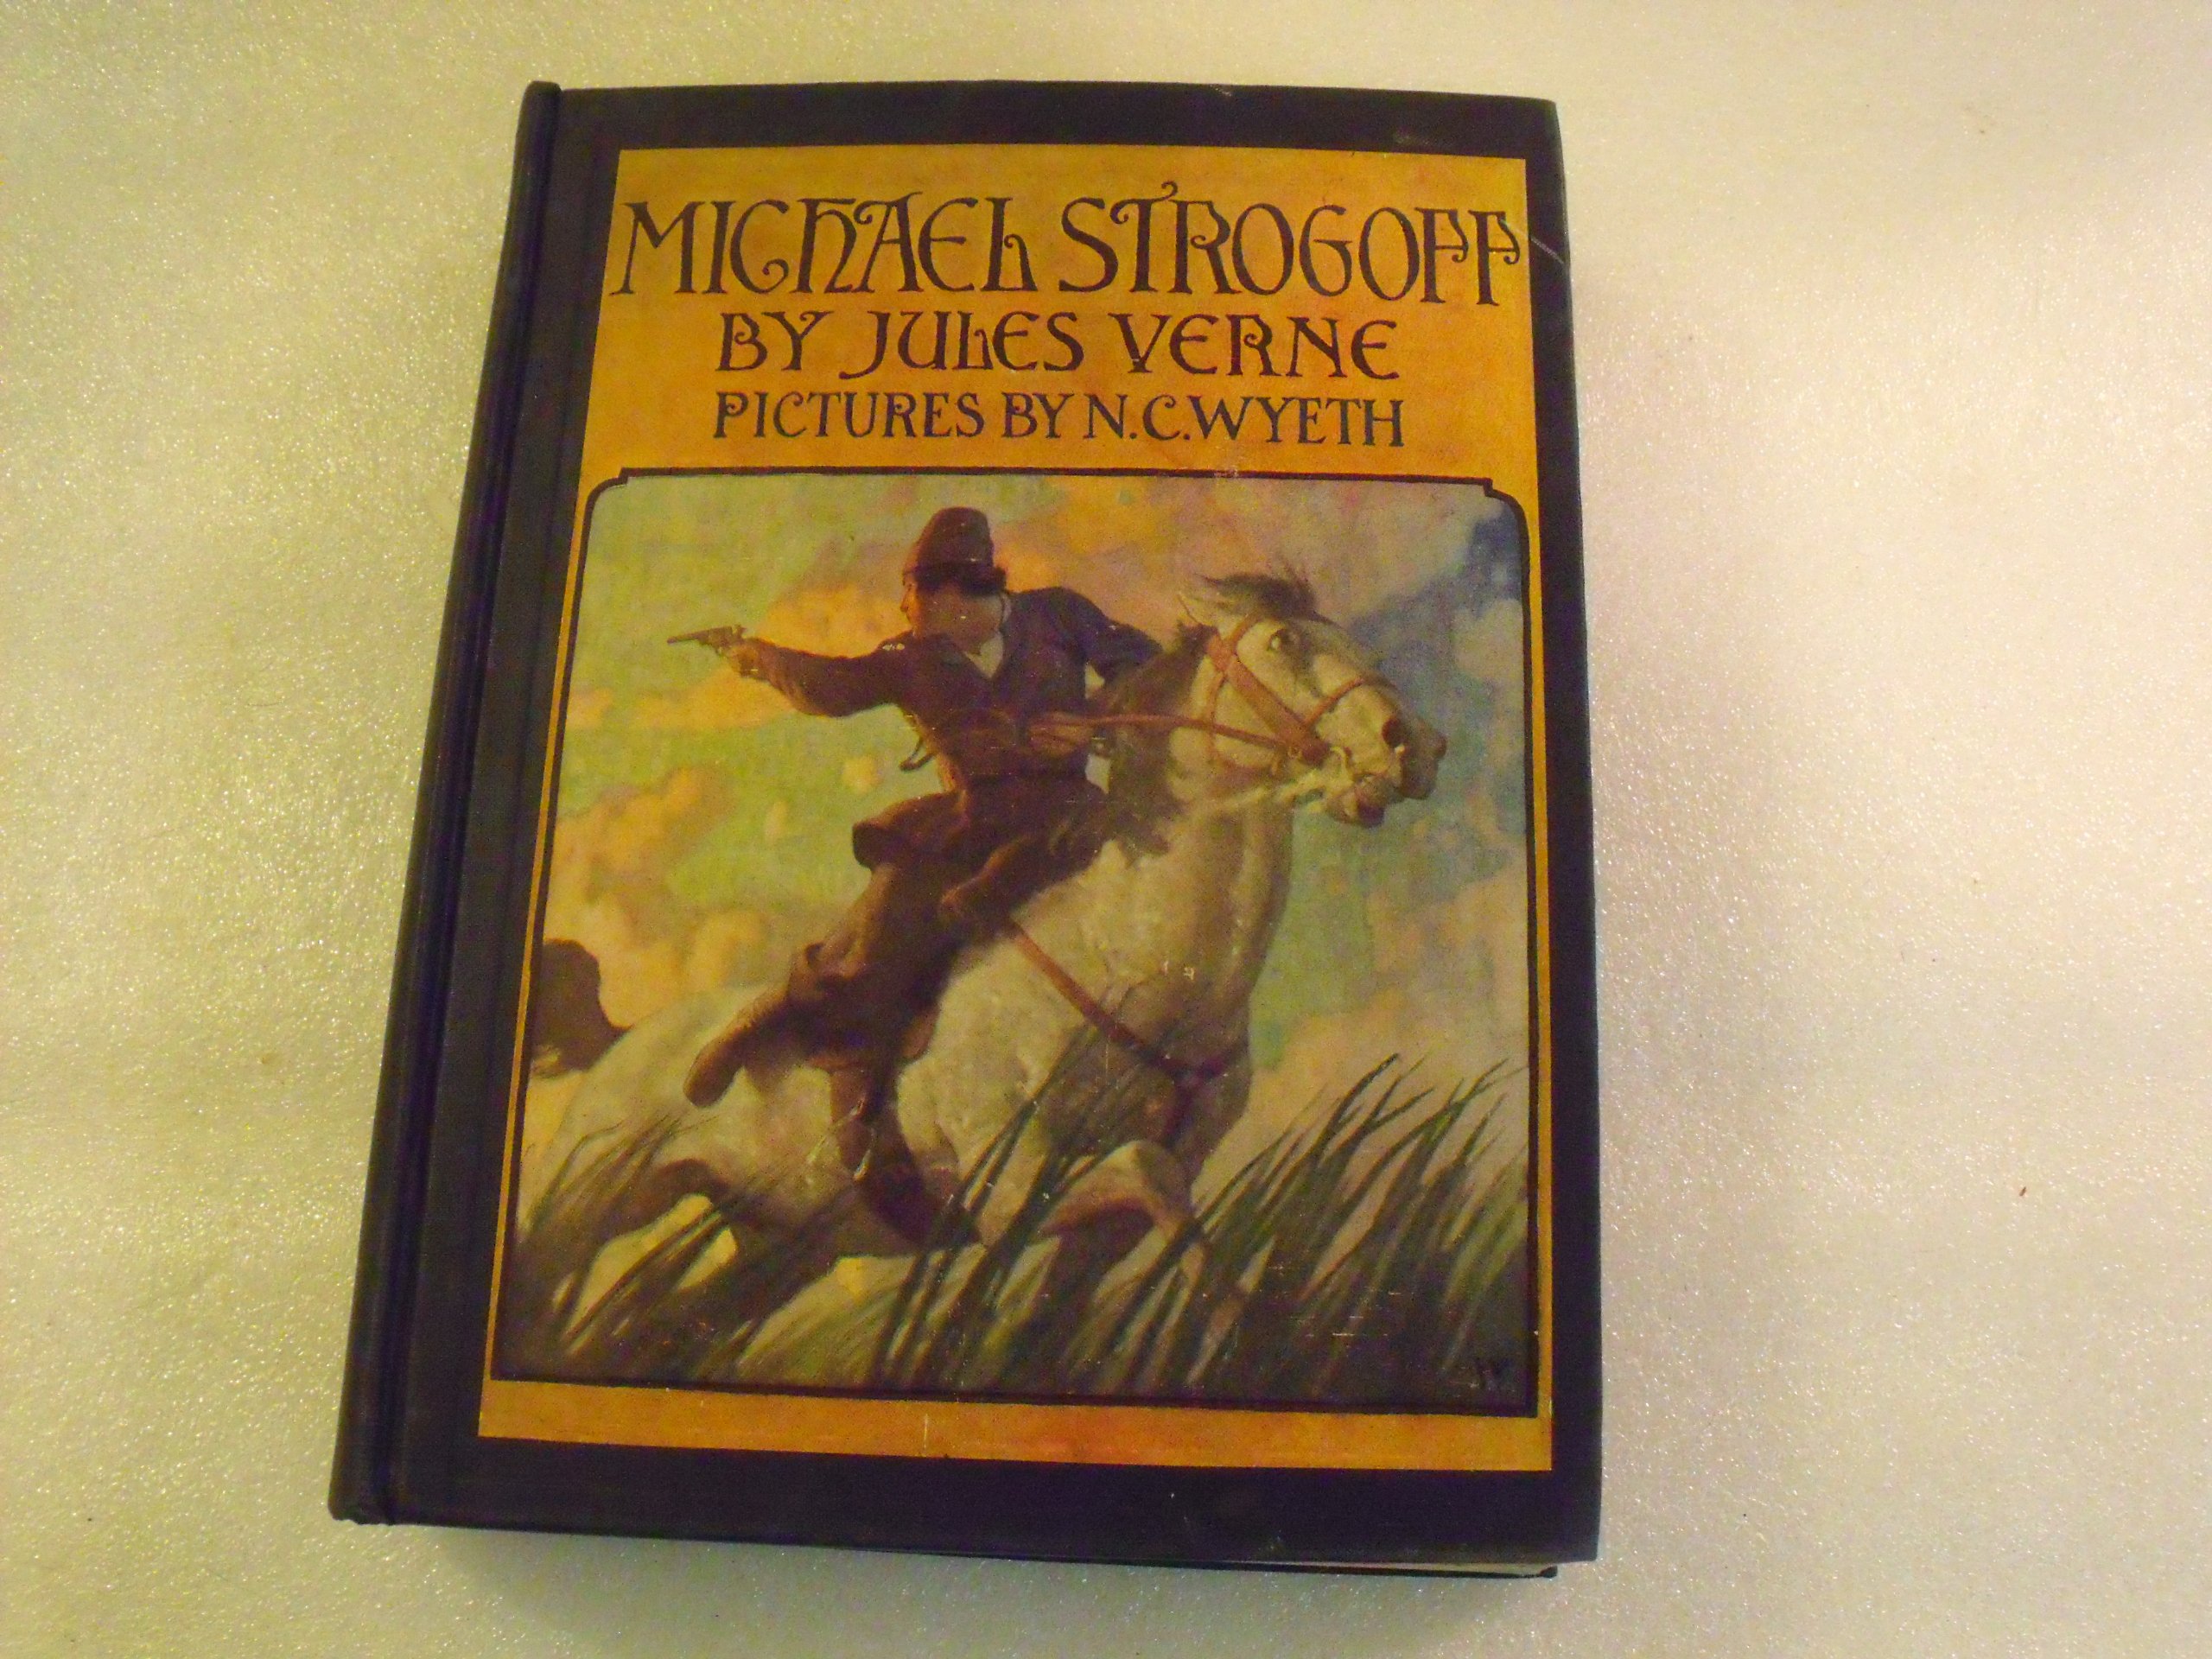 MICHAEL STROGOFF
BY JULES VERNE
PICTURES BY N.C.WYETH